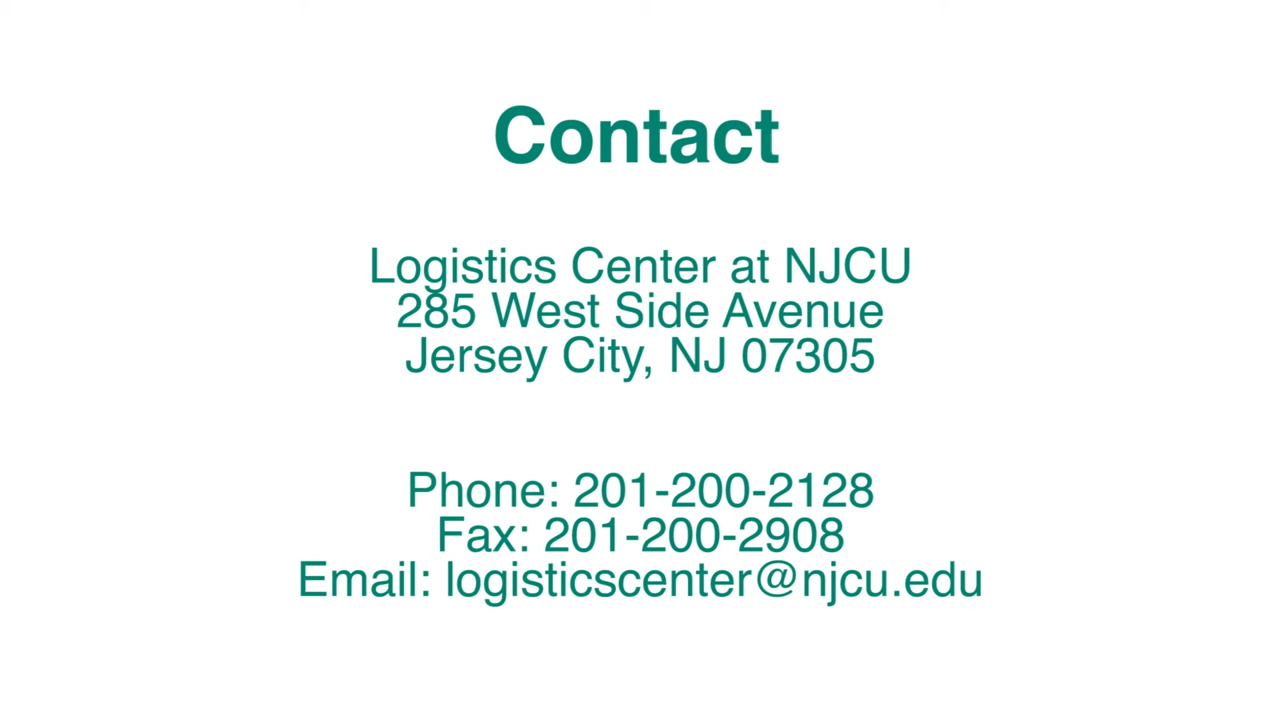 Contact
Logistics Center at NJCU
285 West Side Avenue
Jersey City, NJ 07305
Phone: 201-200-2128
Fax: 201-200-2908
Email: logisticscenter@njcu.edu